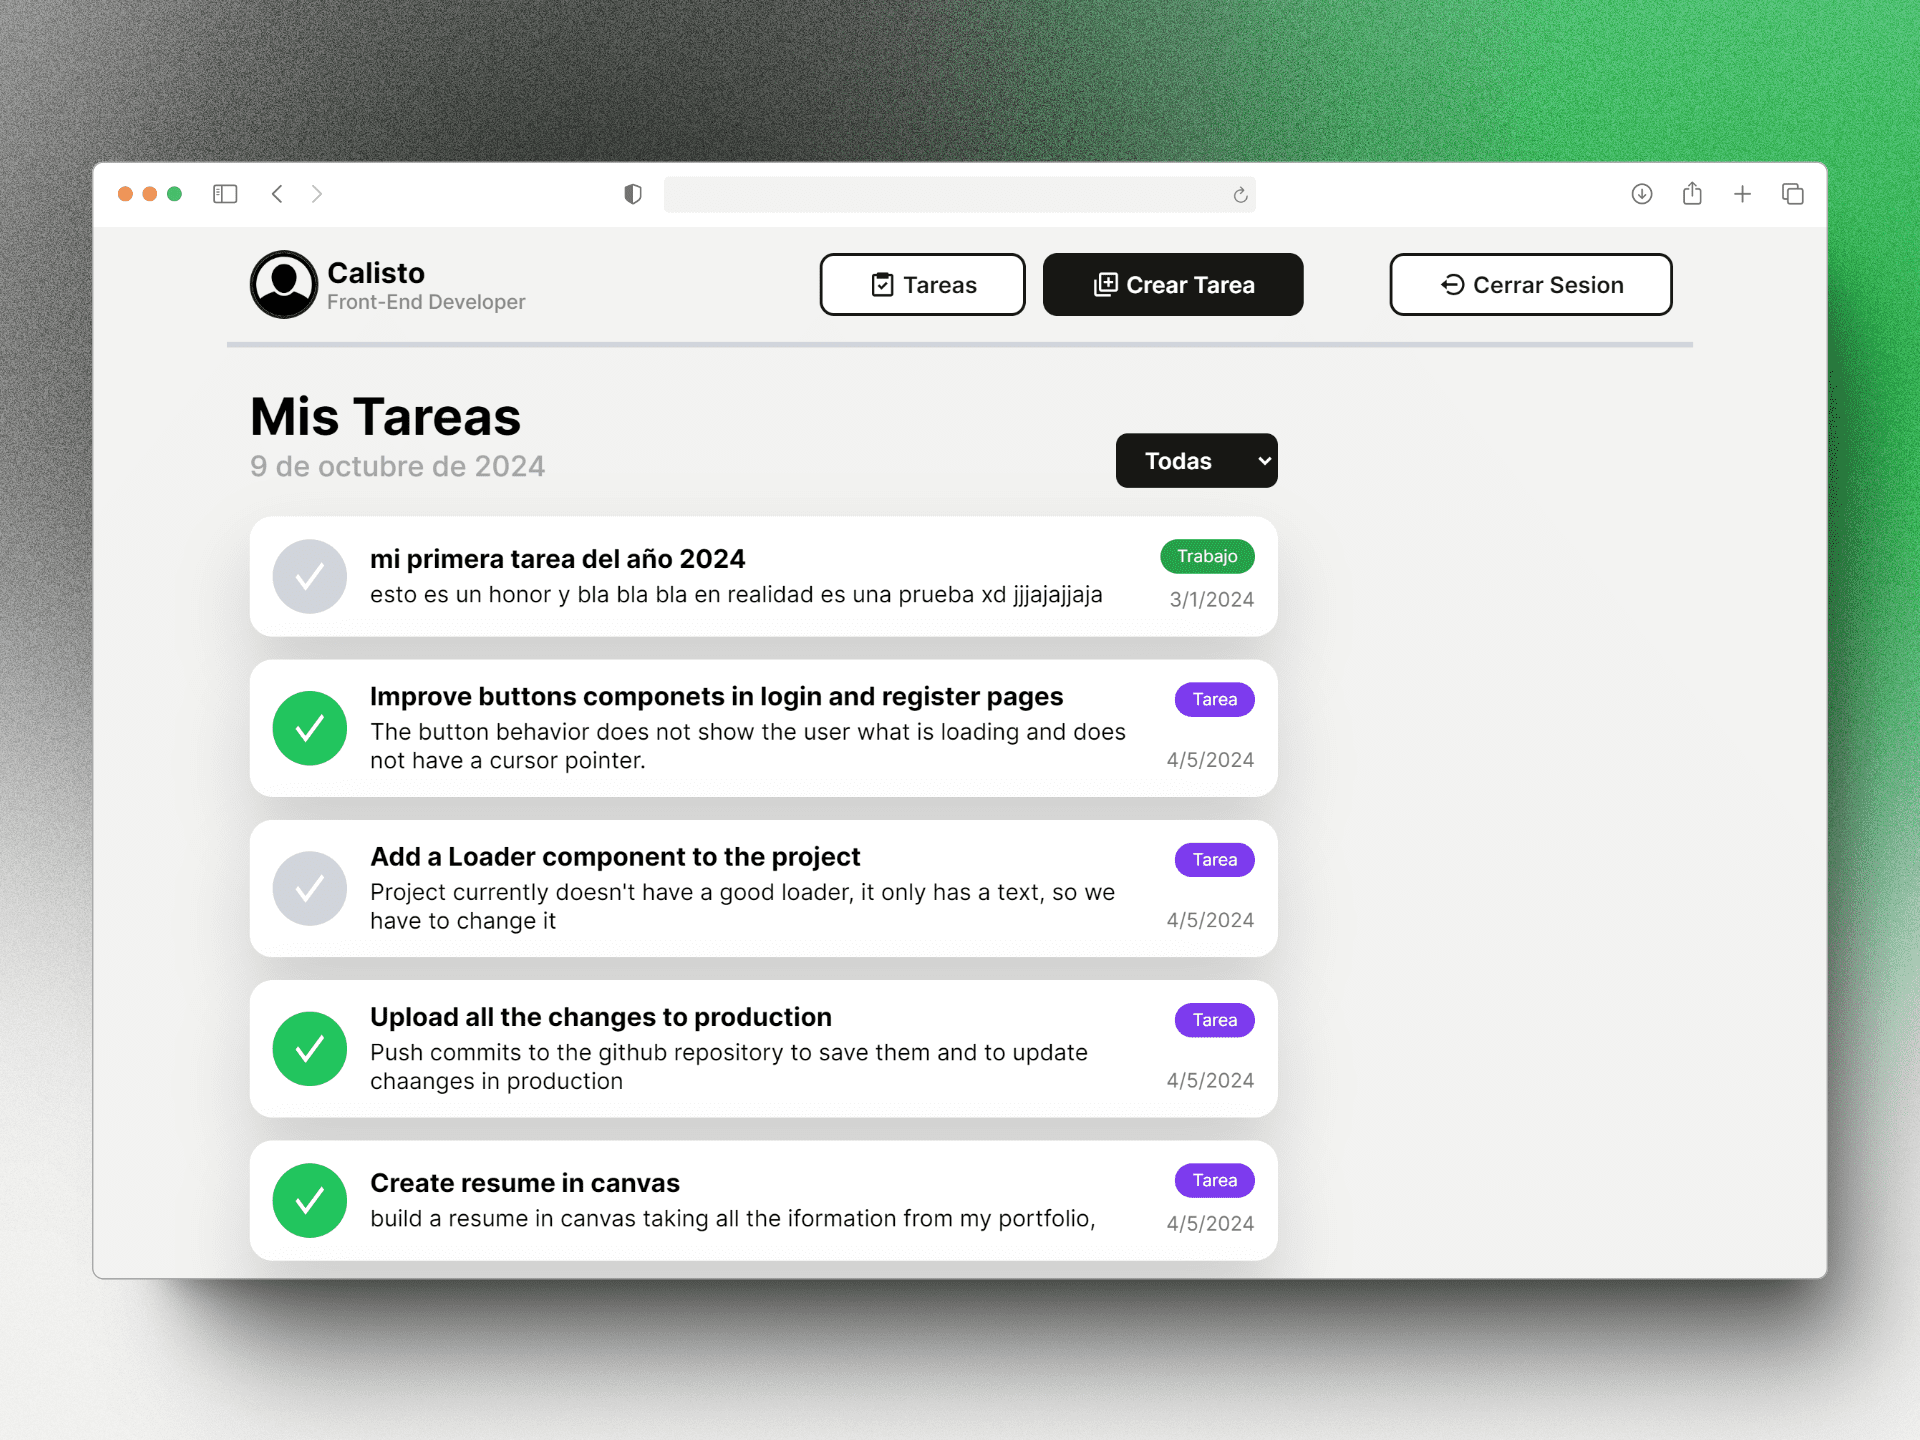 Calisto
Front-End Developer
Tareas
Crear Tarea
Cerrar Sesion
Mis Tareas
9 de octubre de 2024
Todas
mi primera tarea del año 2024
esto es un honor y bla bla bla en realidad es una prueba xd jjjajajjaja
Trabajo
3/1/2024
Improve buttons componets in login and register pages
The button behavior does not show the user what is loading and does
not have a cursor pointer.
Tarea
4/5/2024
Add a Loader component to the project
Project currently doesn't have a good loader, it only has a text, so we
have to change it
Tarea
4/5/2024
Upload all the changes to production
Push commits to the github repository to save them and to update
chaanges in production
Tarea
4/5/2024
Create resume in canvas
build a resume in canvas taking all the iformation from my portfolio,
Tarea
4/5/2024